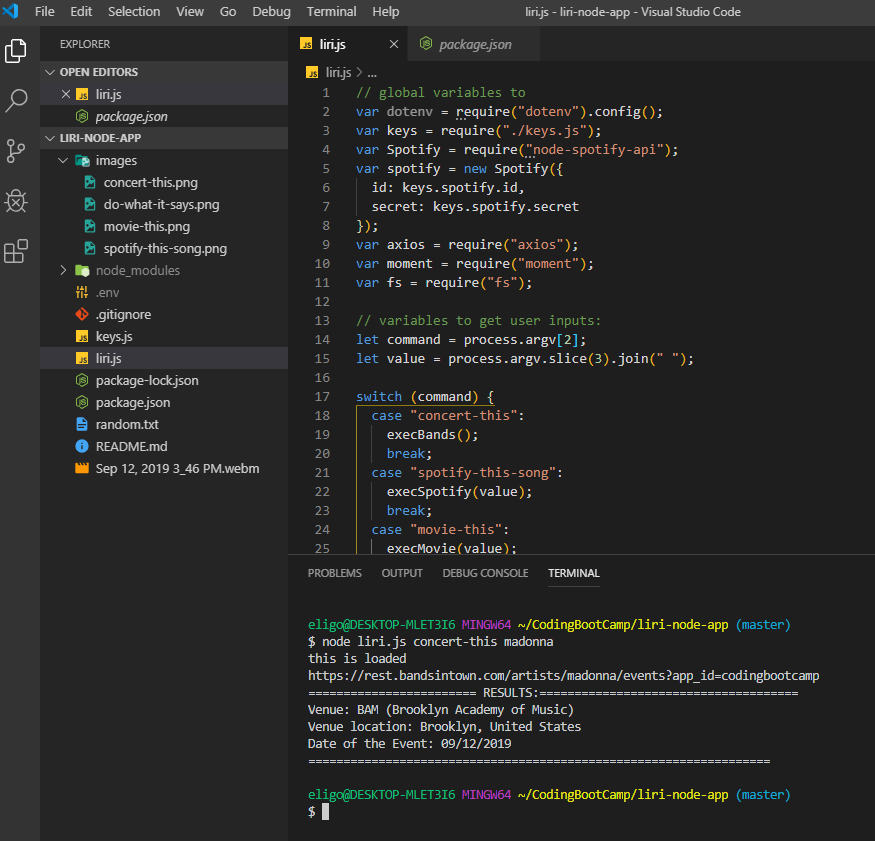 File Edit Selection View Go Debug Terminal Help liri.js - liri-node-app - Visual Studio Code
EXPLORER
OPEN EDITORS
liri.js
package.json
LIRI-NODE-APP
images
concert-this.png
do-what-it-says.png
movie-this.png
spotify-this-song.png
node_modules
.env
.gitignore
keys.js
liri.js
package-lock.json
package.json
random.txt
README.md
Sep 12, 2019 3_46 PM.webm
liri.js package.json
liri.js > ...
1 // global variables to
2 var dotenv = require("dotenv").config();
3 var keys = require("./keys.js");
4 var Spotify = require("node-spotify-api");
5 var spotify = new Spotify({
6 id: keys.spotify.id,
7 secret: keys.spotify.secret
8 });
9 var axios = require("axios");
10 var moment = require("moment");
11 var fs = require("fs");
12
13 // variables to get user inputs:
14 let command = process.argv[2];
15 let value = process.argv.slice(3).join(" ");
16
17 switch (command) {
18 case "concert-this":
19 execBands();
20 break;
21 case "spotify-this-song":
22 execSpotify(value);
23 break;
24 case "movie-this":
25 execMovie(value);
PROBLEMS OUTPUT DEBUG CONSOLE TERMINAL
eligo@DESKTOP-MLET3I6 MINGW64 ~/CodingBootCamp/liri-node-app (master)
$ node liri.js concert-this madonna
this is loaded
https://rest.bandsintown.com/artists/madonna/events?app_id=codingbootcamp
======================== RESULTS:=====================================
Venue: BAM (Brooklyn Academy of Music)
Venue location: Brooklyn, United States
Date of the Event: 09/12/2019
==================================================================
eligo@DESKTOP-MLET3I6 MINGW64 ~/CodingBootCamp/liri-node-app (master)
$